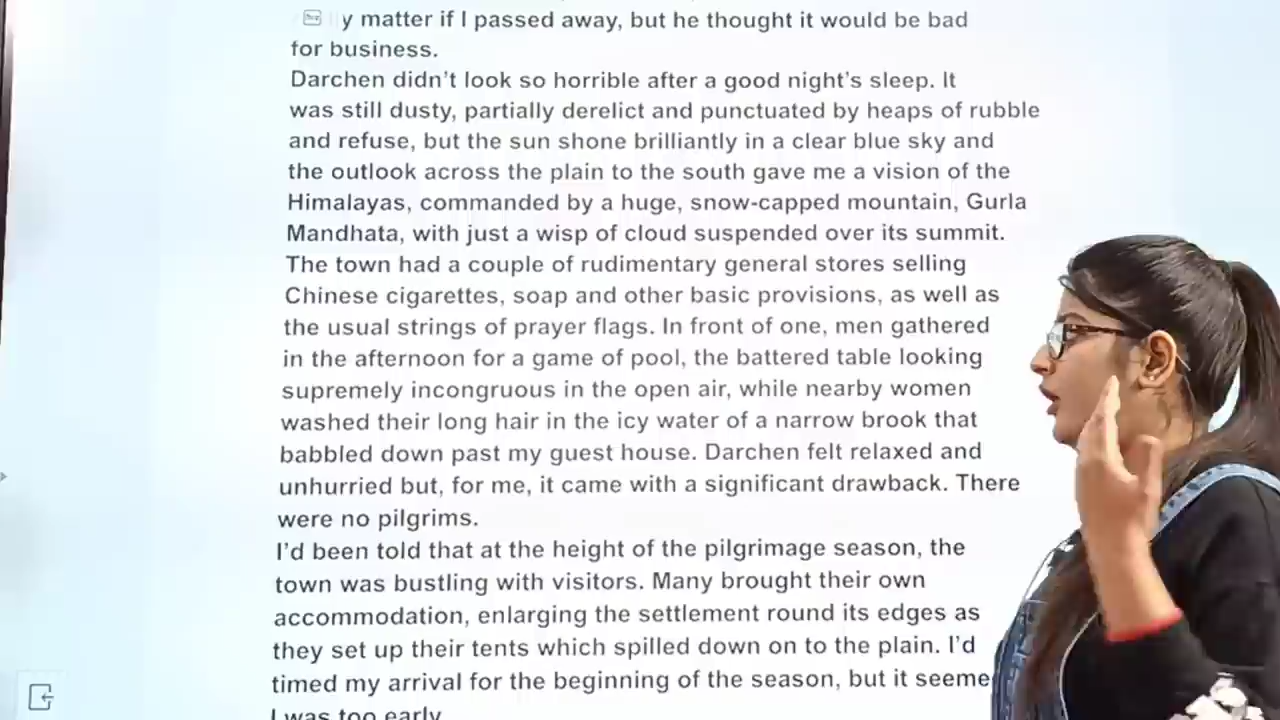 y matter if I passed away, but he thought it would be bad
for business.
Darchen didn't look so horrible after a good night's sleep. It
was still dusty, partially derelict and punctuated by heaps of rubble
and refuse, but the sun shone brilliantly in a clear blue sky and
the outlook across the plain to the south gave me a vision of the
Himalayas, commanded by a huge, snow-capped mountain, Gurla
Mandhata, with just a wisp of cloud suspended over its summit.
The town had a couple of rudimentary general stores selling
Chinese cigarettes, soap and other basic provisions, as well as
the usual strings of prayer flags. In front of one, men gathered
in the afternoon for a game of pool, the battered table looking
supremely incongruous in the open air, while nearby women
washed their long hair in the icy water of a narrow brook that
babbled down past my guest house. Darchen felt relaxed and
unhurried but, for me, it came with a significant drawback. There
were no pilgrims.
I'd been told that at the height of the pilgrimage season, the
town was bustling with visitors. Many brought their own
accommodation, enlarging the settlement round its edges as
they set up their tents which spilled down on to the plain. I'd
timed my arrival for the beginning of the season, but it seeme
I was too early